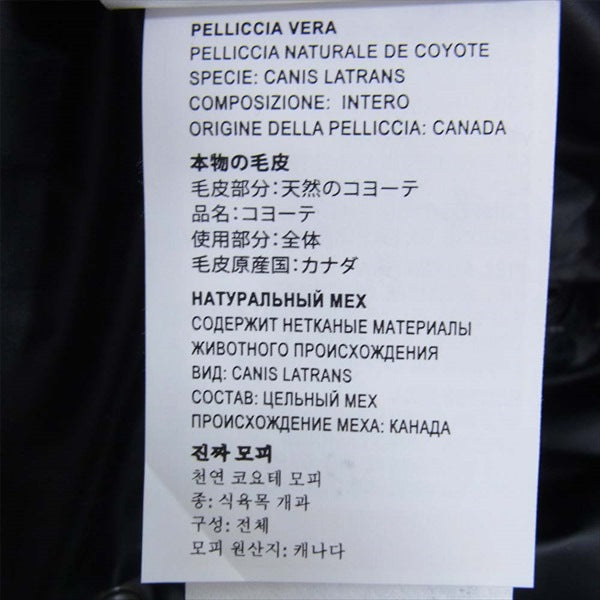 PELLICCIA VERA
PELLICCIA NATURALE DE COYOTE
SPECIE: CANIS LATRANS
COMPOSIZIONE: INTERO
ORIGINE DELLA PELLICCIA: CANADA
本物の毛皮
毛皮部分:天然のコヨーテ
品名:コヨーテ
使用部分:全体
毛皮原産国:カナダ
НАТУРАЛЬНЫЙ МЕХ
СОДЕРЖИТ НЕТКАНЫЕ МАТЕРИАЛЫ
ЖИВОТНОГО ПРОИСХОЖДЕНИЯ
ВИД: CANIS LATRANS
СОСТАВ: ЦЕЛЬНЫЙ МЕХ
ПРОИСХОЖДЕНИЕ МЕХА: КАНАДА
진짜 모피
천연 코요테 모피
종: 식육목 개과
구성: 전체
모피 원산지: 캐나다